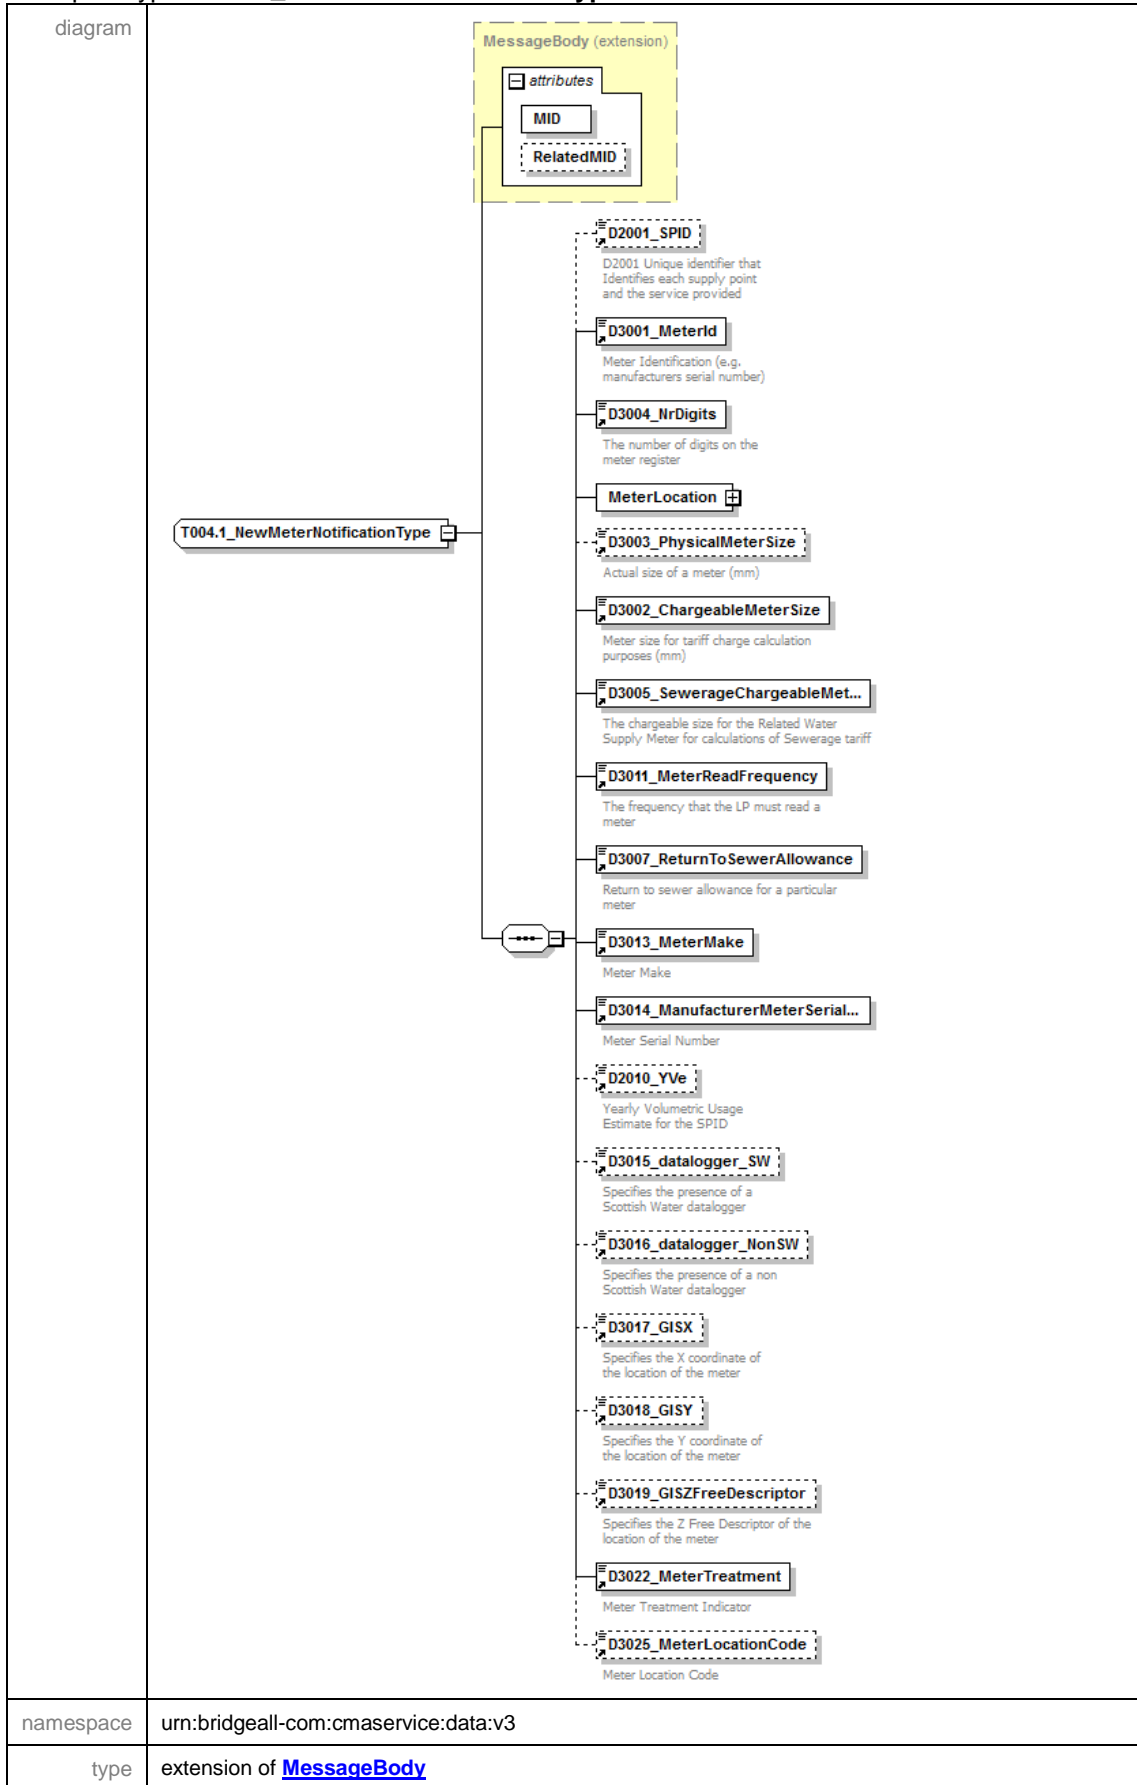 diagram
MessageBody (extension)
attributes
MID
RelatedMID
D2001_SPID
D2001 Unique identifier that
Identifies each supply point
and the service provided
D3001_MeterId
Meter Identification (e.g.
manufacturers serial number)
D3004_NrDigits
The number of digits on the
meter register
MeterLocation
T004.1_NewMeterNotificationType
D3003_PhysicalMeterSize
Actual size of a meter (mm)
D3002_ChargeableMeterSize
Meter size for tariff charge calculation
purposes (mm)
D3005_SewerageChargeableMet...
The chargeable size for the Related Water
Supply Meter for calculations of Sewerage tariff
D3011_MeterReadFrequency
The frequency that the LP must read a
meter
D3007_ReturnToSewerAllowance
Return to sewer allowance for a particular
meter
D3013_MeterMake
Meter Make
D3014_ManufacturerMeterSerial...
Meter Serial Number
D2010_YVe
Yearly Volumetric Usage
Estimate for the SPID
D3015_datalogger_SW
Specifies the presence of a
Scottish Water datalogger
D3016_datalogger_NonSW
Specifies the presence of a non
Scottish Water datalogger
D3017_GISX
Specifies the X coordinate of
the location of the meter
D3018_GISY
Specifies the Y coordinate of
the location of the meter
D3019_GISZFreeDescriptor
Specifies the Z Free Descriptor of the
location of the meter
D3022_MeterTreatment
Meter Treatment Indicator
D3025_MeterLocationCode
Meter Location Code
namespace urn:bridgeall-com:cmaservice:data:v3
type extension of MessageBody